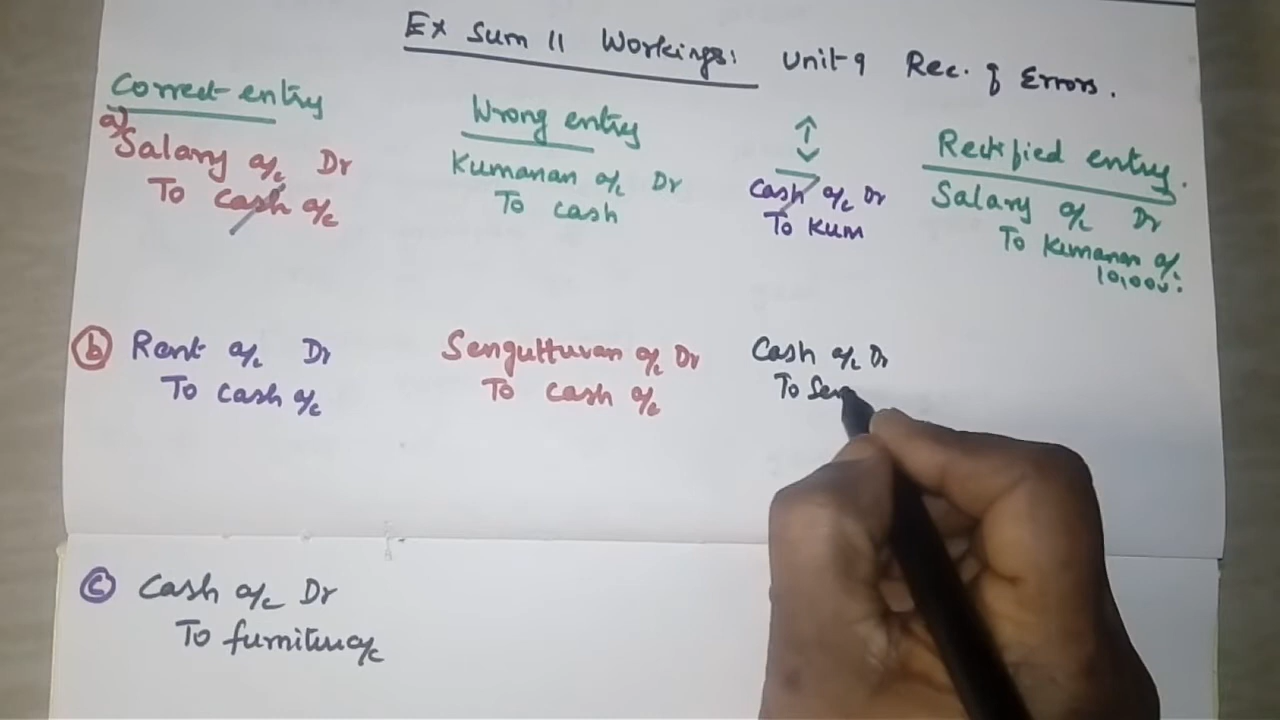 Ex Sum 11 Workings: Unit-9 Rec. of Errors.
Correct entry
a) Salary a/c Dr
To cash a/c
Wrong entry
Kumanan a/c Dr
To cash
Cash a/c Dr
To Kum
Rectified entry.
Salary a/c Dr
To Kumanan a/c
10,000.
b) Rent a/c Dr
To cash a/c
Senguttuvan a/c Dr
To cash a/c
Cash a/c Dr
To Sen
c) Cash a/c Dr
To furniture a/c